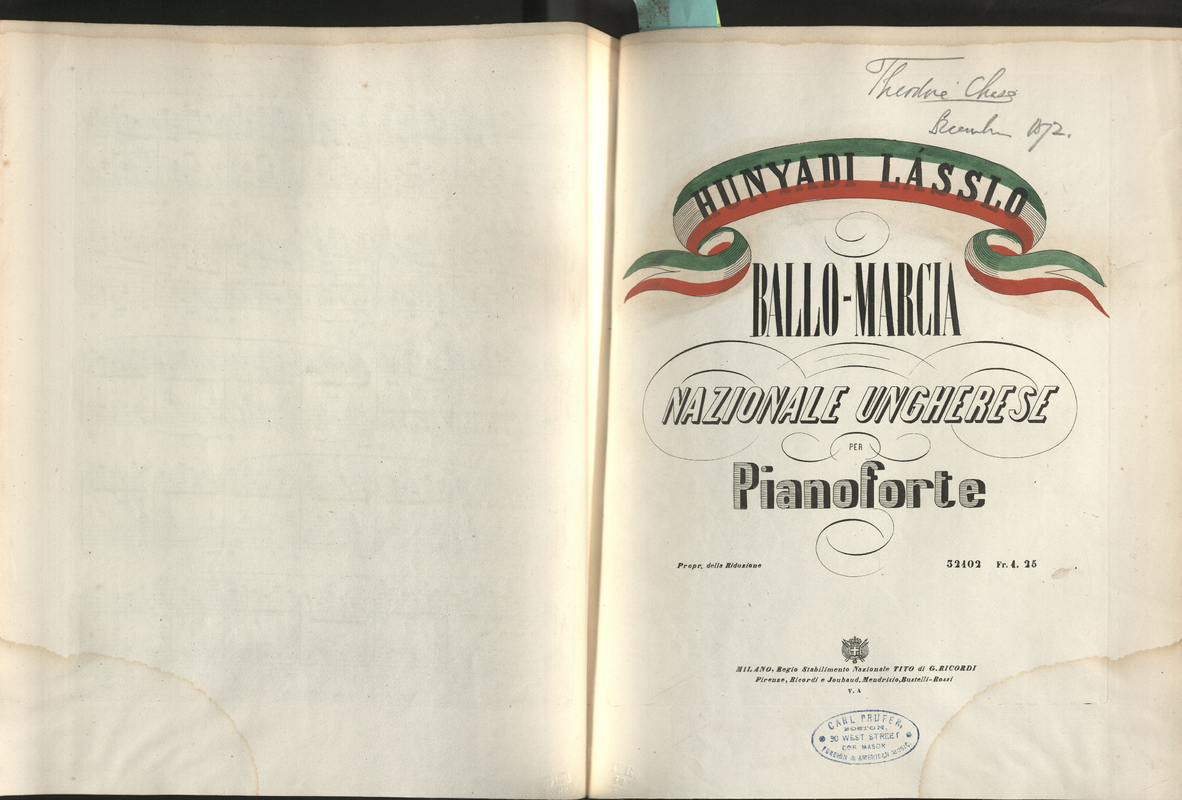 Theodore Chase
December 1872.
HUNYADI LÁSSLO
BALLO-MARCIA
NAZIONALE UNGHERESE
PER
Pianoforte
Propr. della Riduzione
32102 Fr. 1. 25
MILANO, Regio Stabilimento Nazionale TITO di G. RICORDI
Firenze, Ricordi e Jouhaud, Mendrisio, Bustelli-Rossi
V. A
CARL PRUFER,
BOSTON,
30 WEST STREET
COR MASON
FOREIGN & AMERICAN MUSIC.